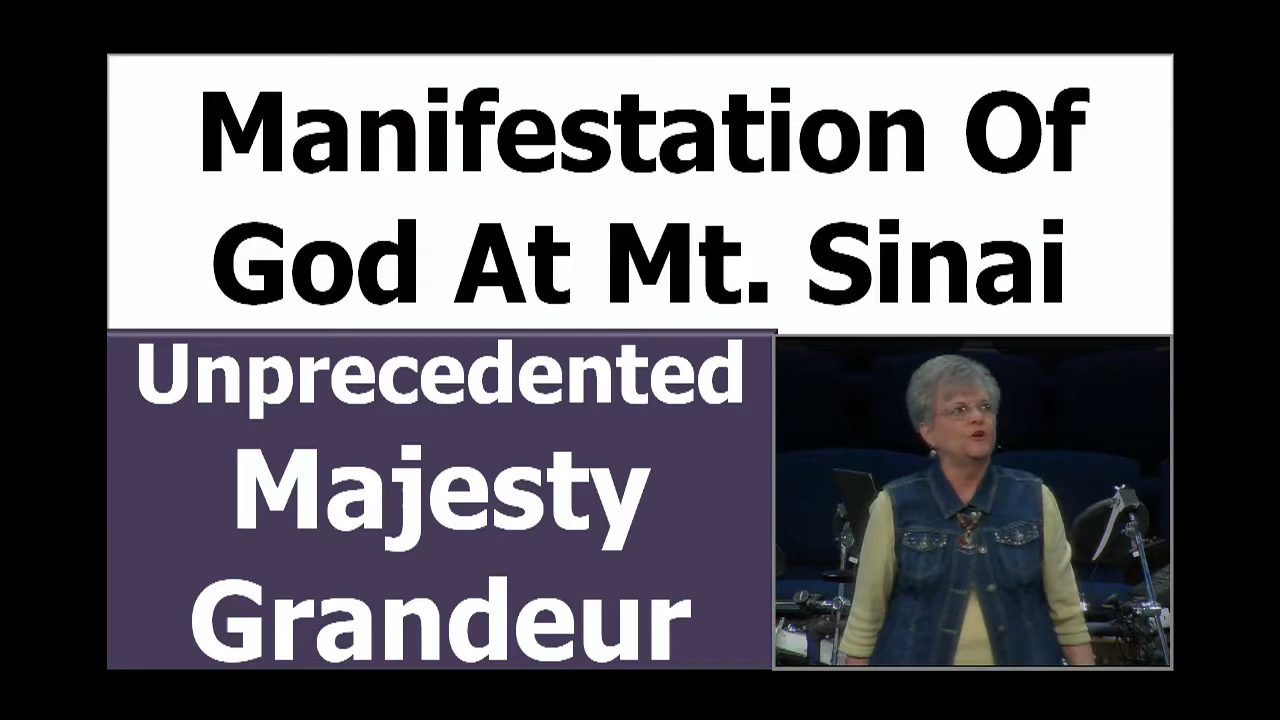 Manifestation Of
God At Mt. Sinai
Unprecedented
Majesty
Grandeur